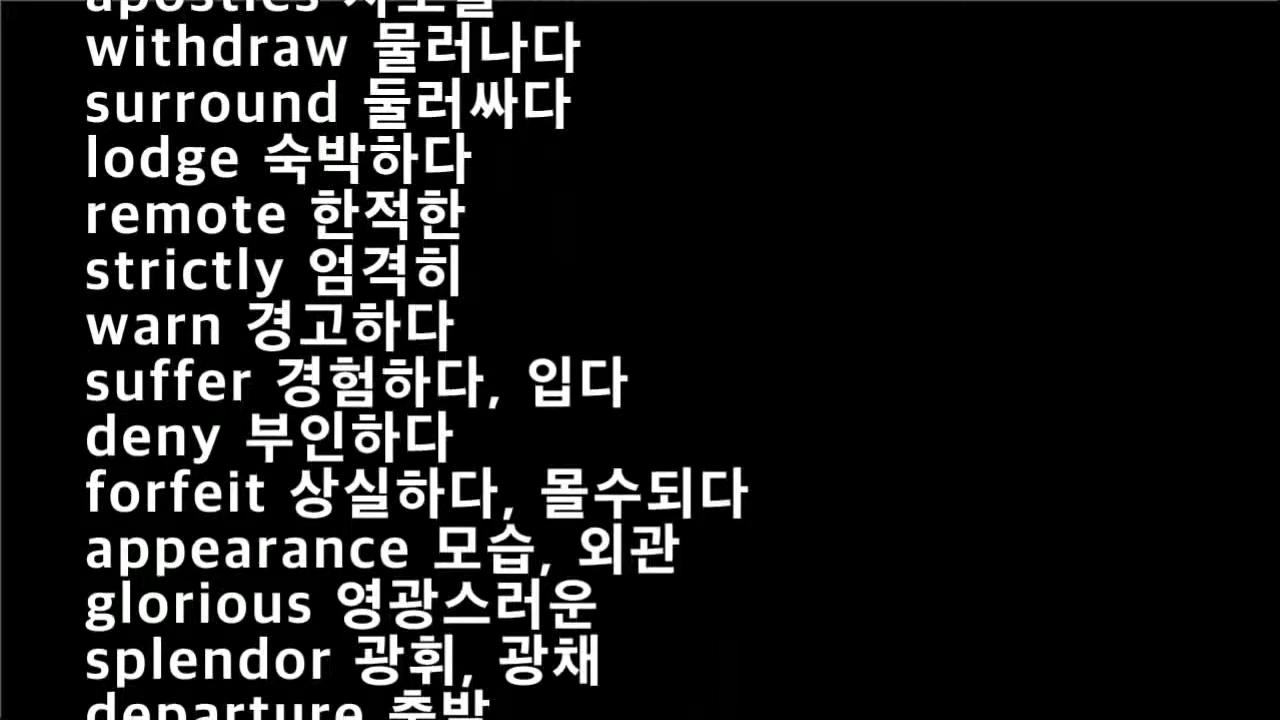 apostles 사도들
withdraw 물러나다
surround 둘러싸다
lodge 숙박하다
remote 한적한
strictly 엄격히
warn 경고하다
suffer 경험하다, 입다
deny 부인하다
forfeit 상실하다, 몰수되다
appearance 모습, 외관
glorious 영광스러운
splendor 광휘, 광채
departure 출발